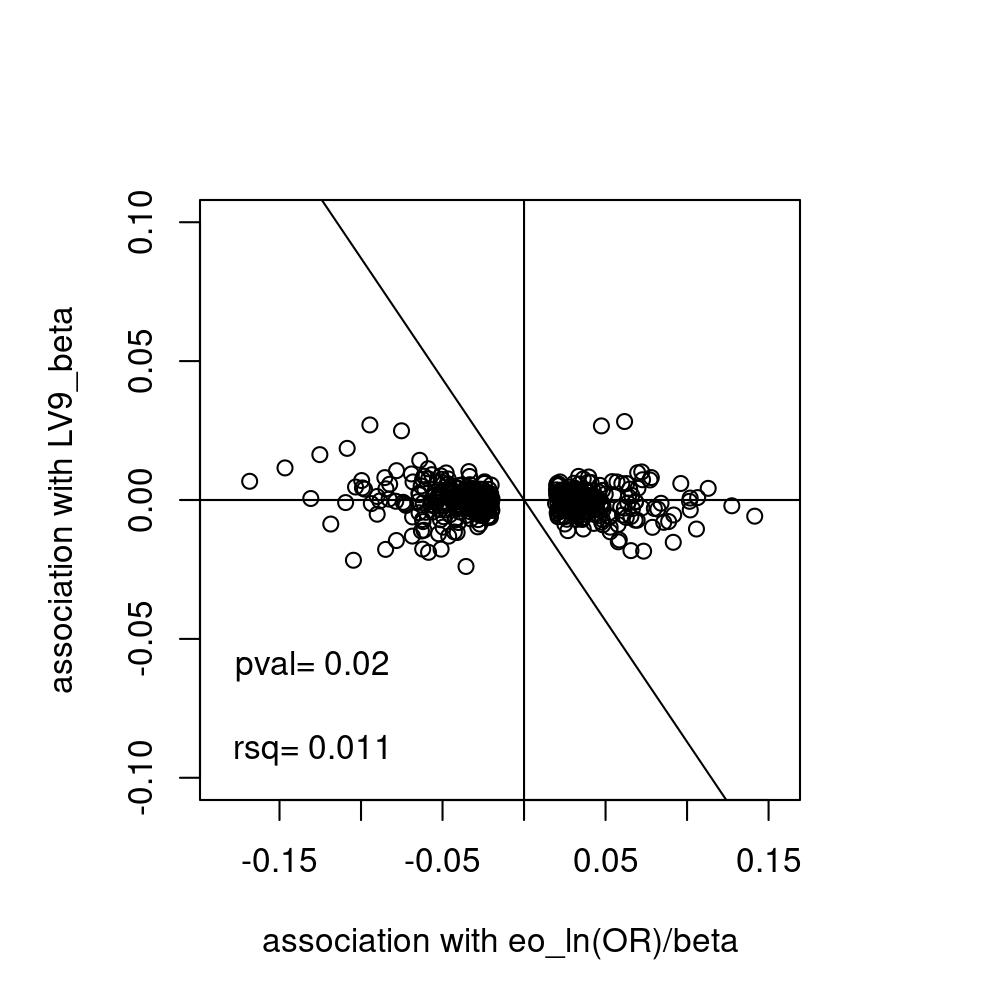 0.10
0.05
0.00
-0.05
-0.10
association with LV9_beta
pval= 0.02
rsq= 0.011
-0.15
-0.05
0.05
0.15
association with eo_ln(OR)/beta